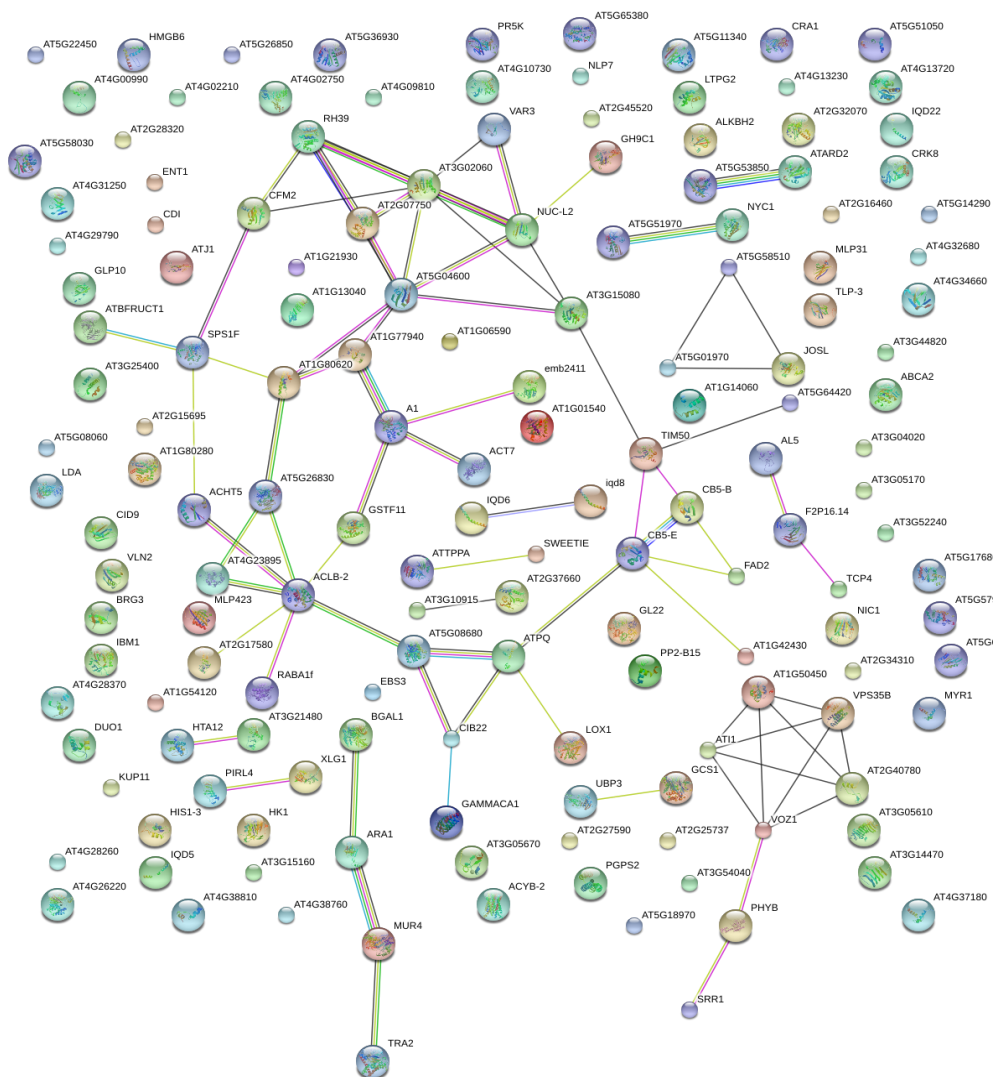 AT5G22450
HMGB6
AT5G26850
AT5G36930
PR5K
AT5G65380
AT5G11340
CRA1
AT5G51050
AT4G00990
AT4G02210
AT4G02750
AT4G09810
AT4G10730
NLP7
LTPG2
AT4G13230
AT4G13720
AT5G58030
AT2G28320
RH39
VAR3
AT2G45520
ALKBH2
AT2G32070
IQD22
GH9C1
AT4G31250
ENT1
CFM2
AT3G02060
AT5G53850
ATARD2
CRK8
AT4G29790
CDI
AT2G07750
NUC-L2
AT5G51970
NYC1
AT2G16460
AT5G14290
GLP10
ATJ1
AT1G21930
AT5G04600
AT5G58510
MLP31
AT4G32680
ATBFRUCT1
AT1G13040
AT3G15080
TLP-3
AT4G34660
SPS1F
AT1G77940
AT1G06590
AT5G01970
JOSL
AT3G44820
AT3G25400
AT1G80620
emb2411
AT1G14060
AT5G64420
ABCA2
AT2G15695
A1
AT1G01540
AT5G08060
AT1G80280
TIM50
AL5
AT3G04020
LDA
ACT7
AT5G26830
ACHT5
IQD6
iqd8
CB5-B
F2P16.14
AT3G05170
CID9
GSTF11
CB5-E
AT3G52240
VLN2
AT4G23895
ACLB-2
ATTPPA
SWEETIE
FAD2
TCP4
AT5G1768
BRG3
MLP423
AT3G10915
AT2G37660
GL22
NIC1
AT5G579
IBM1
AT2G17580
AT5G08680
ATPQ
PP2-B15
AT1G42430
AT2G34310
AT5G6
AT4G28370
AT1G54120
RABA1f
EBS3
AT1G50450
VPS35B
MYR1
DUO1
HTA12
AT3G21480
BGAL1
CIB22
LOX1
ATI1
KUP11
PIRL4
XLG1
UBP3
GCS1
AT2G40780
HIS1-3
HK1
ARA1
GAMMACA1
VOZ1
AT3G05610
AT4G28260
IQD5
AT3G15160
AT3G05670
AT2G27590
AT2G25737
AT3G14470
AT4G26220
AT4G38810
AT4G38760
ACYB-2
PGPS2
AT3G54040
AT5G18970
PHYB
AT4G37180
MUR4
SRR1
TRA2